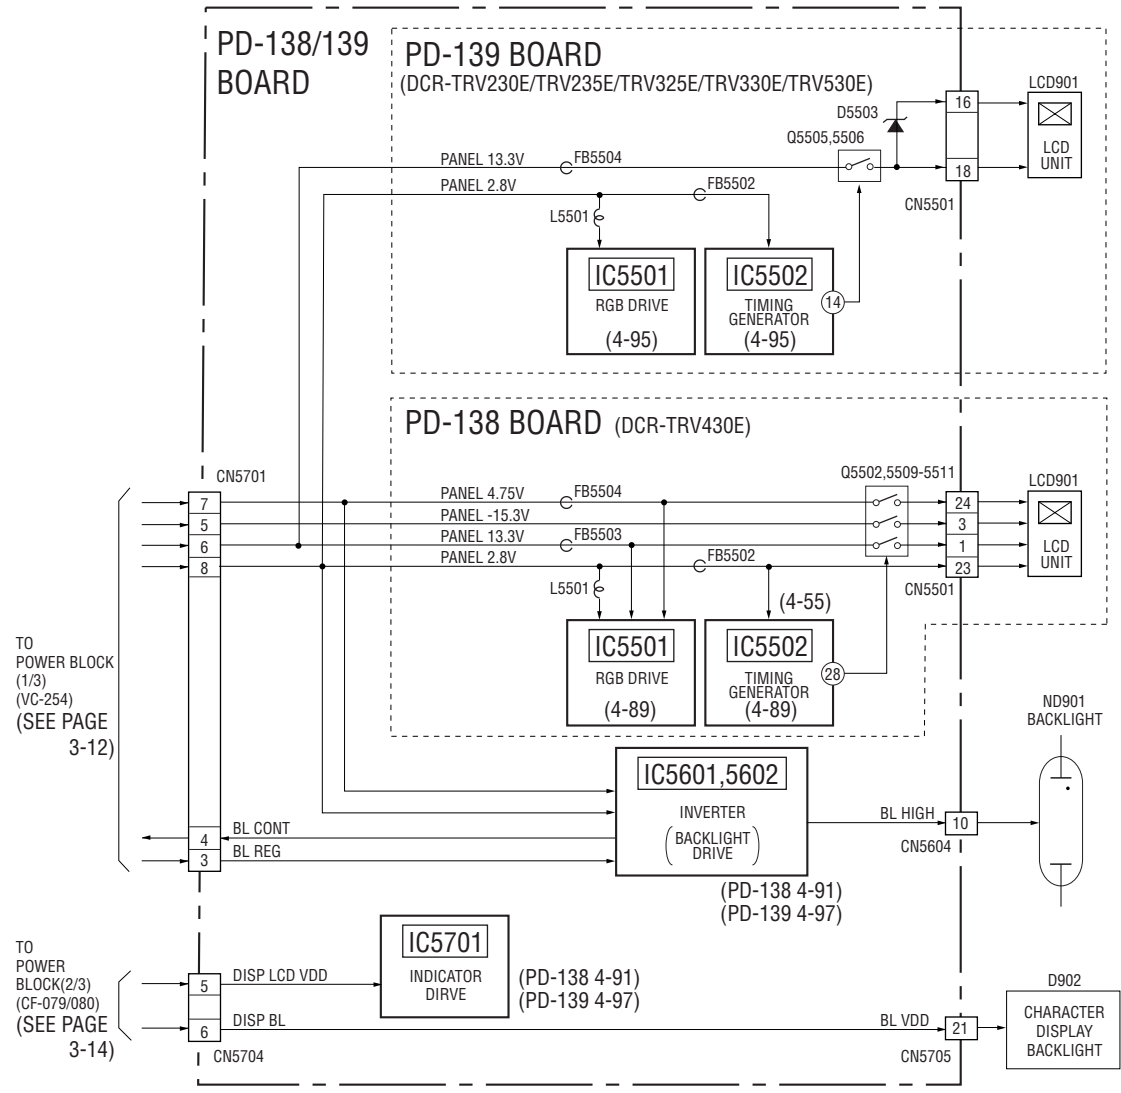 PD-138/139
BOARD
PD-139 BOARD
(DCR-TRV230E/TRV235E/TRV325E/TRV330E/TRV530E)
D5503
16
LCD901
LCD
UNIT
Q5505,5506
PANEL 13.3V
FB5504
18
CN5501
PANEL 2.8V
FB5502
L5501
IC5501
RGB DRIVE
(4-95)
IC5502
TIMING
GENERATOR
(4-95)
14
PD-138 BOARD (DCR-TRV430E)
CN5701
Q5502,5509-5511
LCD901
7
PANEL 4.75V
FB5504
24
5
PANEL -15.3V
3
6
PANEL 13.3V
FB5503
1
8
PANEL 2.8V
FB5502
23
LCD
UNIT
CN5501
L5501
(4-55)
IC5501
RGB DRIVE
(4-89)
IC5502
TIMING
GENERATOR
(4-89)
28
TO
POWER BLOCK
(1/3)
(VC-254)
(SEE PAGE
3-12)
ND901
BACKLIGHT
IC5601,5602
INVERTER
(BACKLIGHT
DRIVE)
4
BL CONT
3
BL REG
BL HIGH
10
CN5604
(PD-138 4-91)
(PD-139 4-97)
TO
POWER
BLOCK(2/3)
(CF-079/080)
(SEE PAGE
3-14)
IC5701
INDICATOR
DIRVE
(PD-138 4-91)
(PD-139 4-97)
5
DISP LCD VDD
6
DISP BL
CN5704
BL VDD
21
CN5705
D902
CHARACTER
DISPLAY
BACKLIGHT